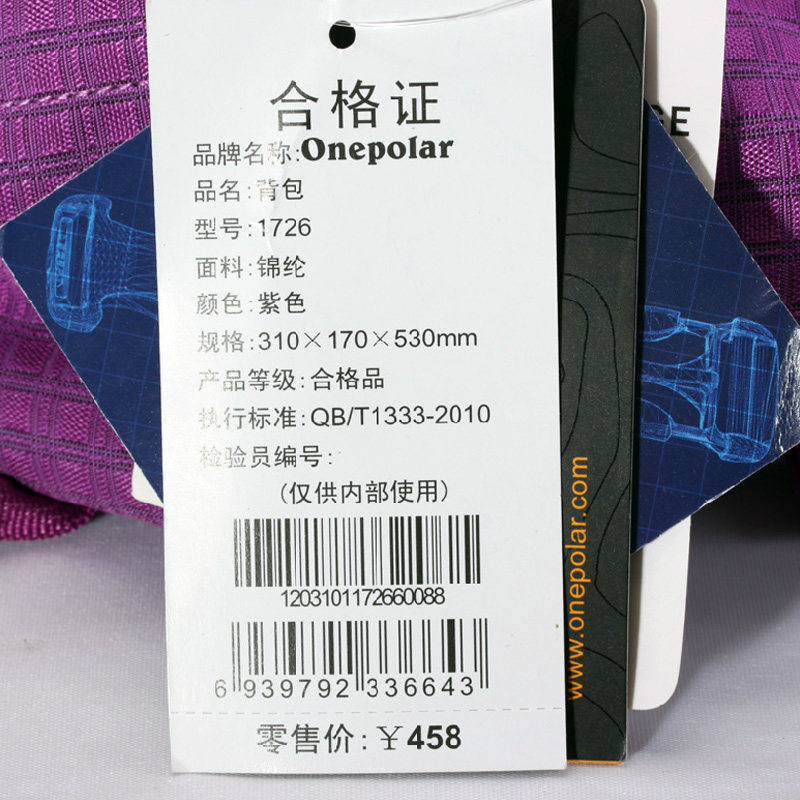 合格证
品牌名称:Onepolar
品名:背包
型号:1726
面料:锦纶
颜色:紫色
规格:310×170×530mm
产品等级:合格品
执行标准:QB/T1333-2010
检验员编号:
(仅供内部使用)
1203101172660088
6 939792 336643
零售价:¥458
www.onepolar.com
GE